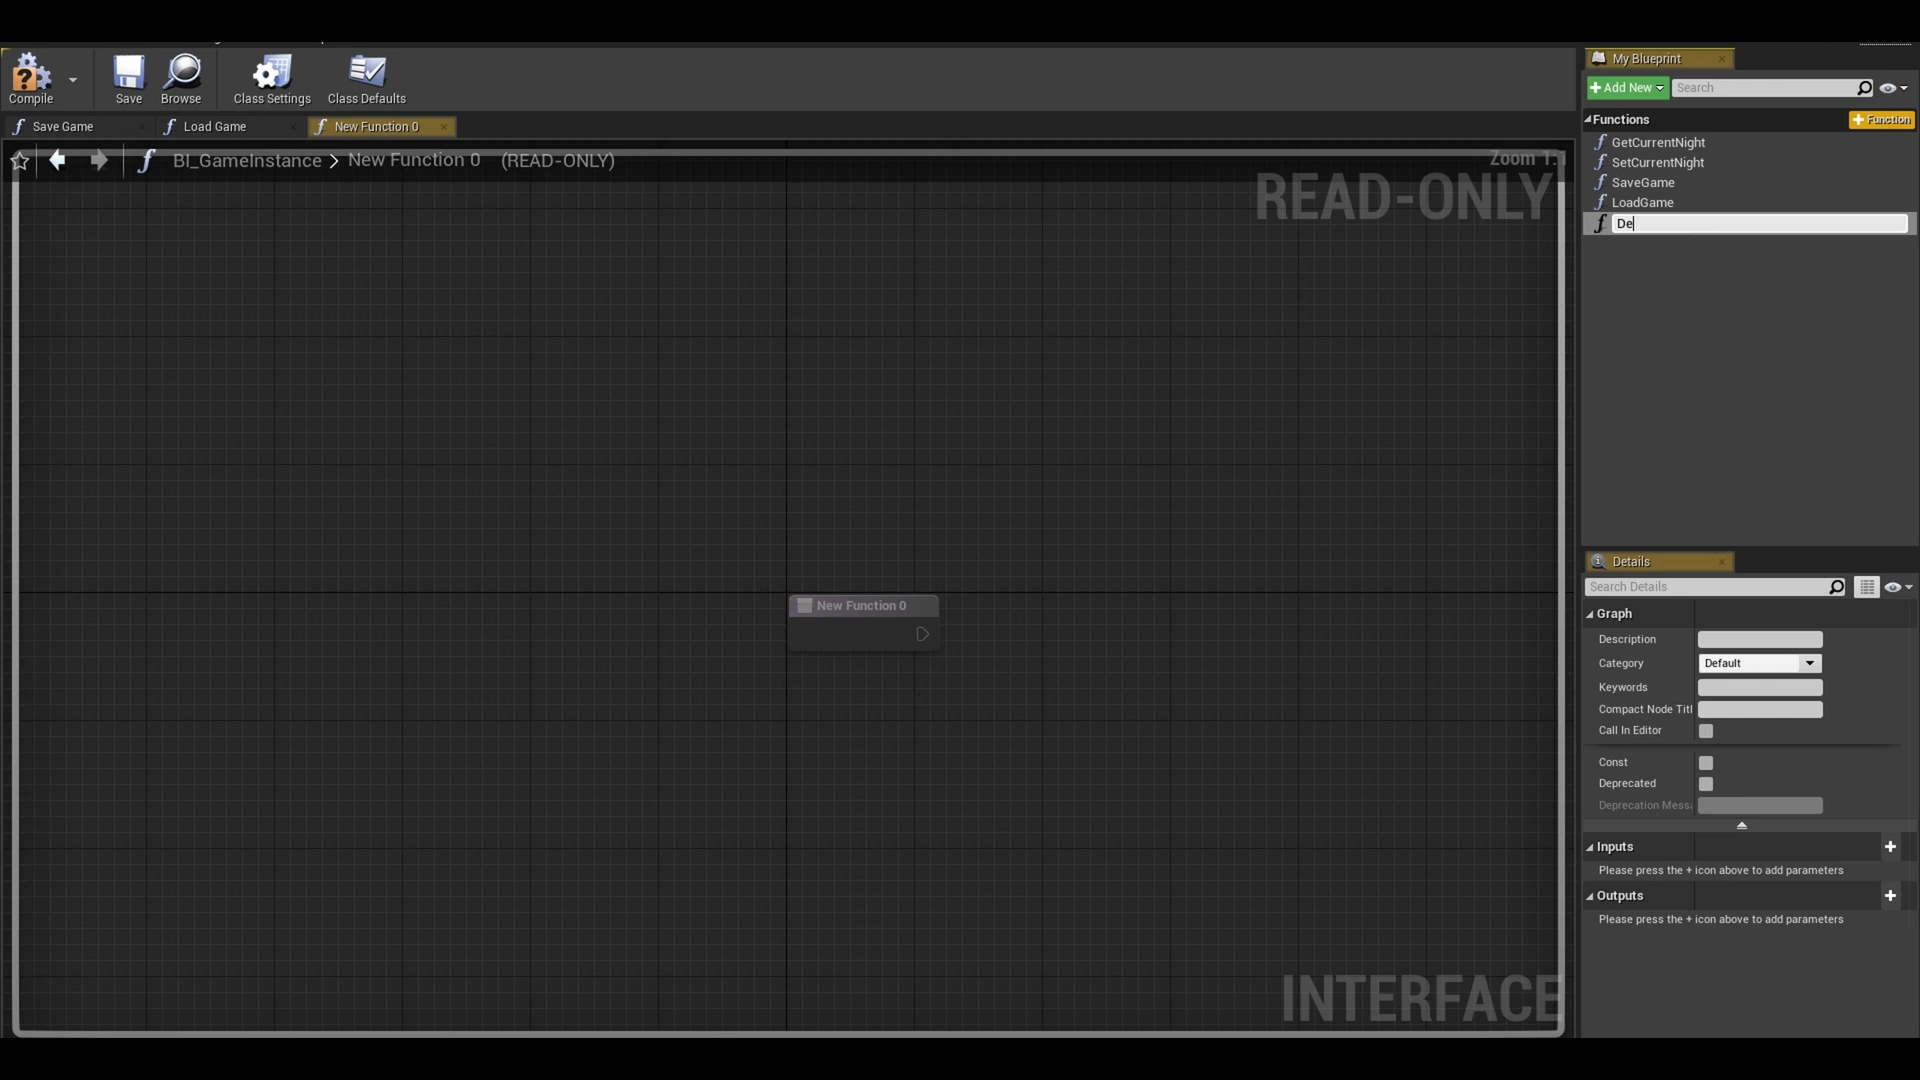 My Blueprint
Compile
Save
Browse
Class Settings
Class Defaults
Add New
Search
Save Game
Load Game
New Function 0
Functions
Function
BI_GameInstance > New Function 0 (READ-ONLY)
Zoom 1:1
READ-ONLY
GetCurrentNight
SetCurrentNight
SaveGame
LoadGame
De
New Function 0
Details
Search Details
Graph
Description
Category
Default
Keywords
Compact Node Titl
Call In Editor
Const
Deprecated
Deprecation Messa
Inputs
Please press the + icon above to add parameters
Outputs
Please press the + icon above to add parameters
INTERFACE